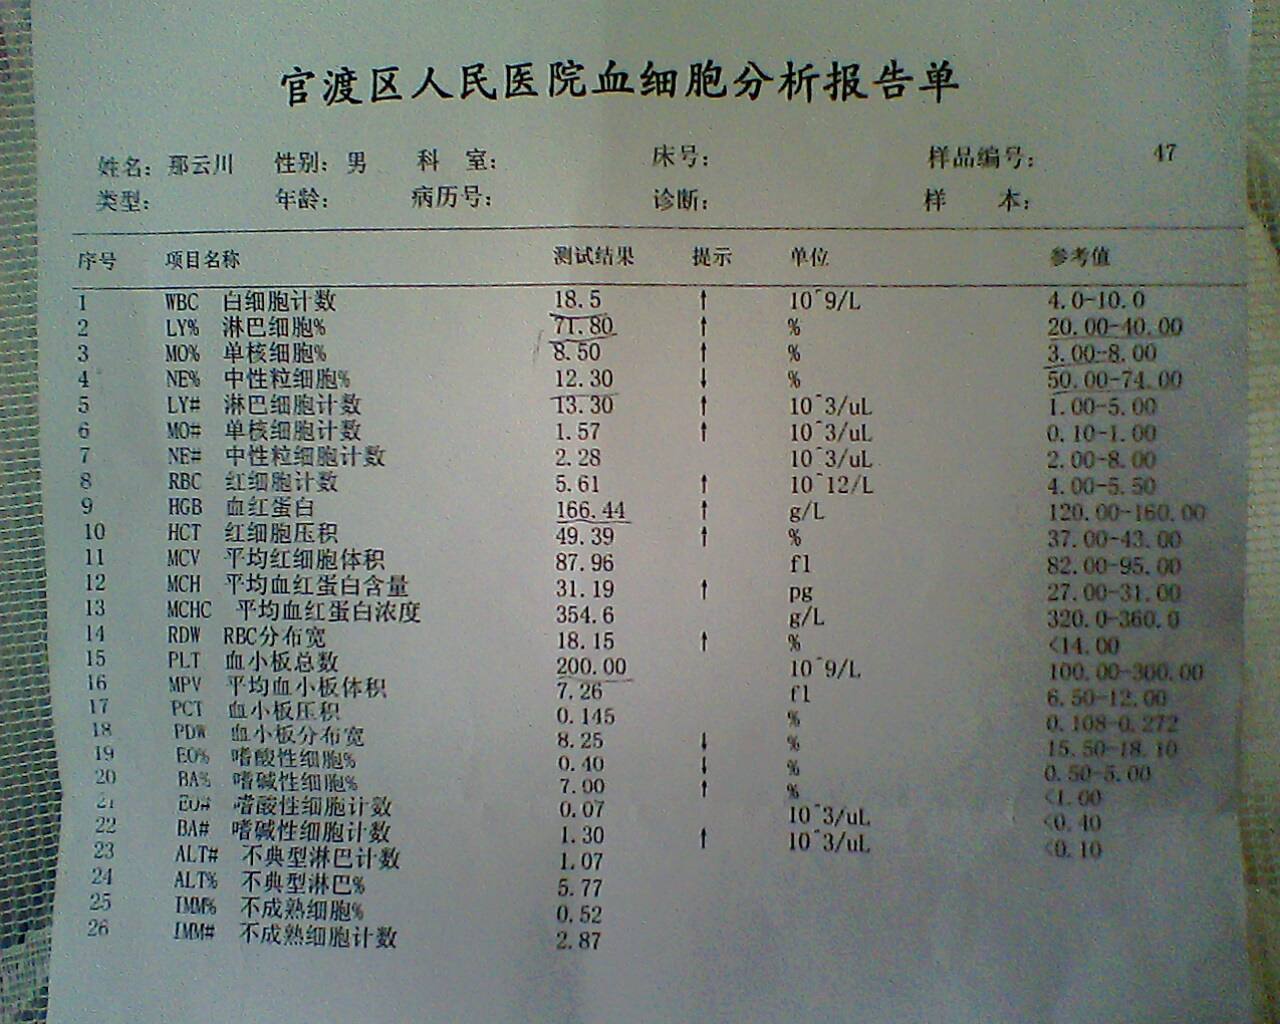 官渡区人民医院血细胞分析报告单
姓名: 那云川 性别: 男 科 室: 床号: 样品编号: 47
类型: 年龄: 病历号: 诊断: 样 本:
序号 项目名称 测试结果 提示 单位 参考值
1 WBC 白细胞计数 18.5 ↑ 10^9/L 4.0-10.0
2 LY% 淋巴细胞% 71.80 ↑ % 20.00-40.00
3 MO% 单核细胞% 8.50 ↑ % 3.00-8.00
4 NE% 中性粒细胞% 12.30 ↓ % 50.00-74.00
5 LY# 淋巴细胞计数 13.30 ↑ 10^3/uL 1.00-5.00
6 MO# 单核细胞计数 1.57 ↑ 10^3/uL 0.10-1.00
7 NE# 中性粒细胞计数 2.28 10^3/uL 2.00-8.00
8 RBC 红细胞计数 5.61 ↑ 10^12/L 4.00-5.50
9 HGB 血红蛋白 166.44 ↑ g/L 120.00-160.00
10 HCT 红细胞压积 49.39 ↑ % 37.00-43.00
11 MCV 平均红细胞体积 87.96 fl 82.00-95.00
12 MCH 平均血红蛋白含量 31.19 ↑ pg 27.00-31.00
13 MCHC 平均血红蛋白浓度 354.6 g/L 320.0-360.0
14 RDW RBC分布宽 18.15 ↑ % <14.00
15 PLT 血小板总数 200.00 10^9/L 100.00-300.00
16 MPV 平均血小板体积 7.26 fl 6.50-12.00
17 PCT 血小板压积 0.145 % 0.108-0.272
18 PDW 血小板分布宽 8.25 ↓ % 15.50-18.10
19 EO% 嗜酸性细胞% 0.40 ↓ % 0.50-5.00
20 BA% 嗜碱性细胞% 7.00 ↑ % <1.00
21 EO# 嗜酸性细胞计数 0.07 10^3/uL <0.40
22 BA# 嗜碱性细胞计数 1.30 ↑ 10^3/uL <0.10
23 ALT# 不典型淋巴计数 1.07
24 ALT% 不典型淋巴% 5.77
25 IMM% 不成熟细胞% 0.52
26 IMM# 不成熟细胞计数 2.87